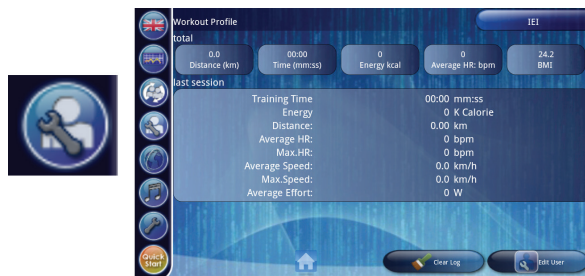 Workout Profile
IEI
total
0.0 00:00 0 0 24.2
Distance (km) Time (mm:ss) Energy kcal Average HR: bpm BMI
last session
Training Time 00:00 mm:ss
Energy 0 K Calorie
Distance: 0.00 km
Average HR: 0 bpm
Max.HR: 0 bpm
Average Speed: 0.0 km/h
Max.Speed: 0.0 km/h
Average Effort: 0 W
Quick
Start
Clear Log
Edit User